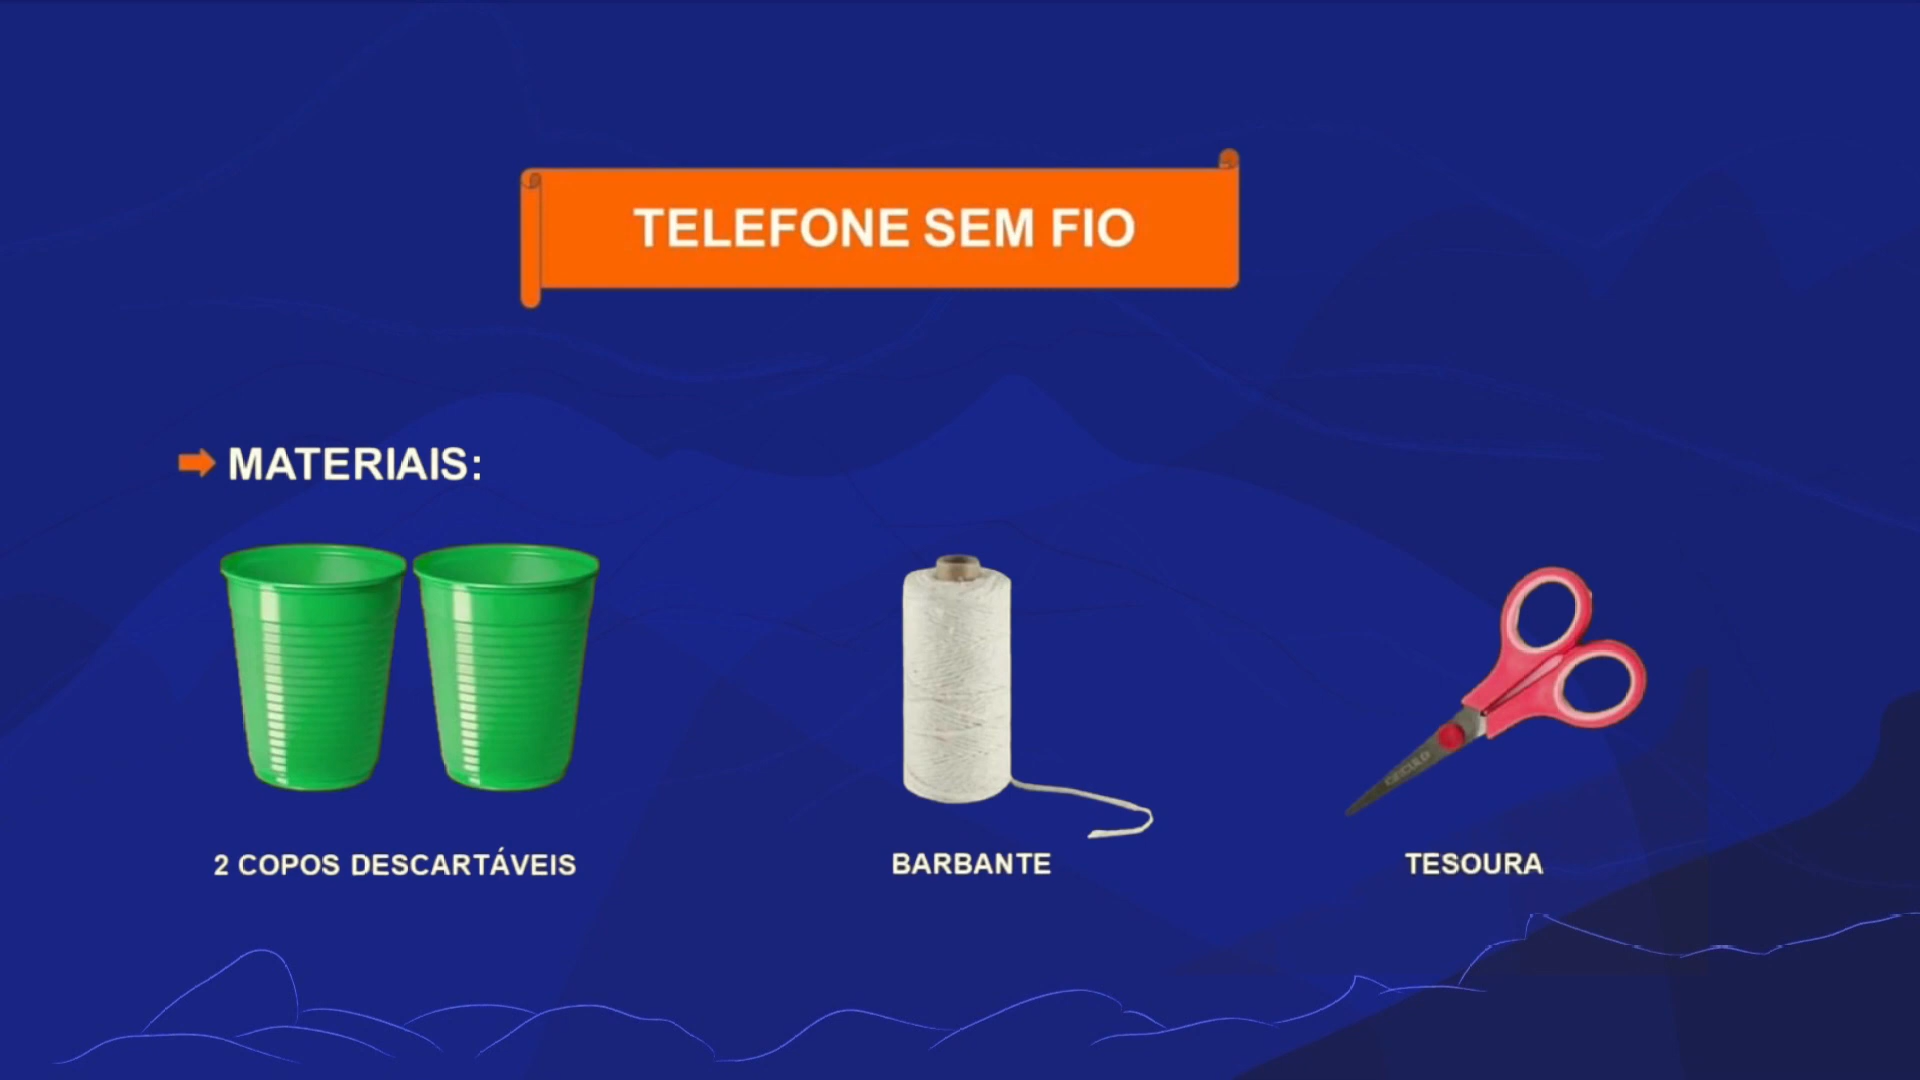 TELEFONE SEM FIO
MATERIAIS:
2 COPOS DESCARTÁVEIS
BARBANTE
TESOURA